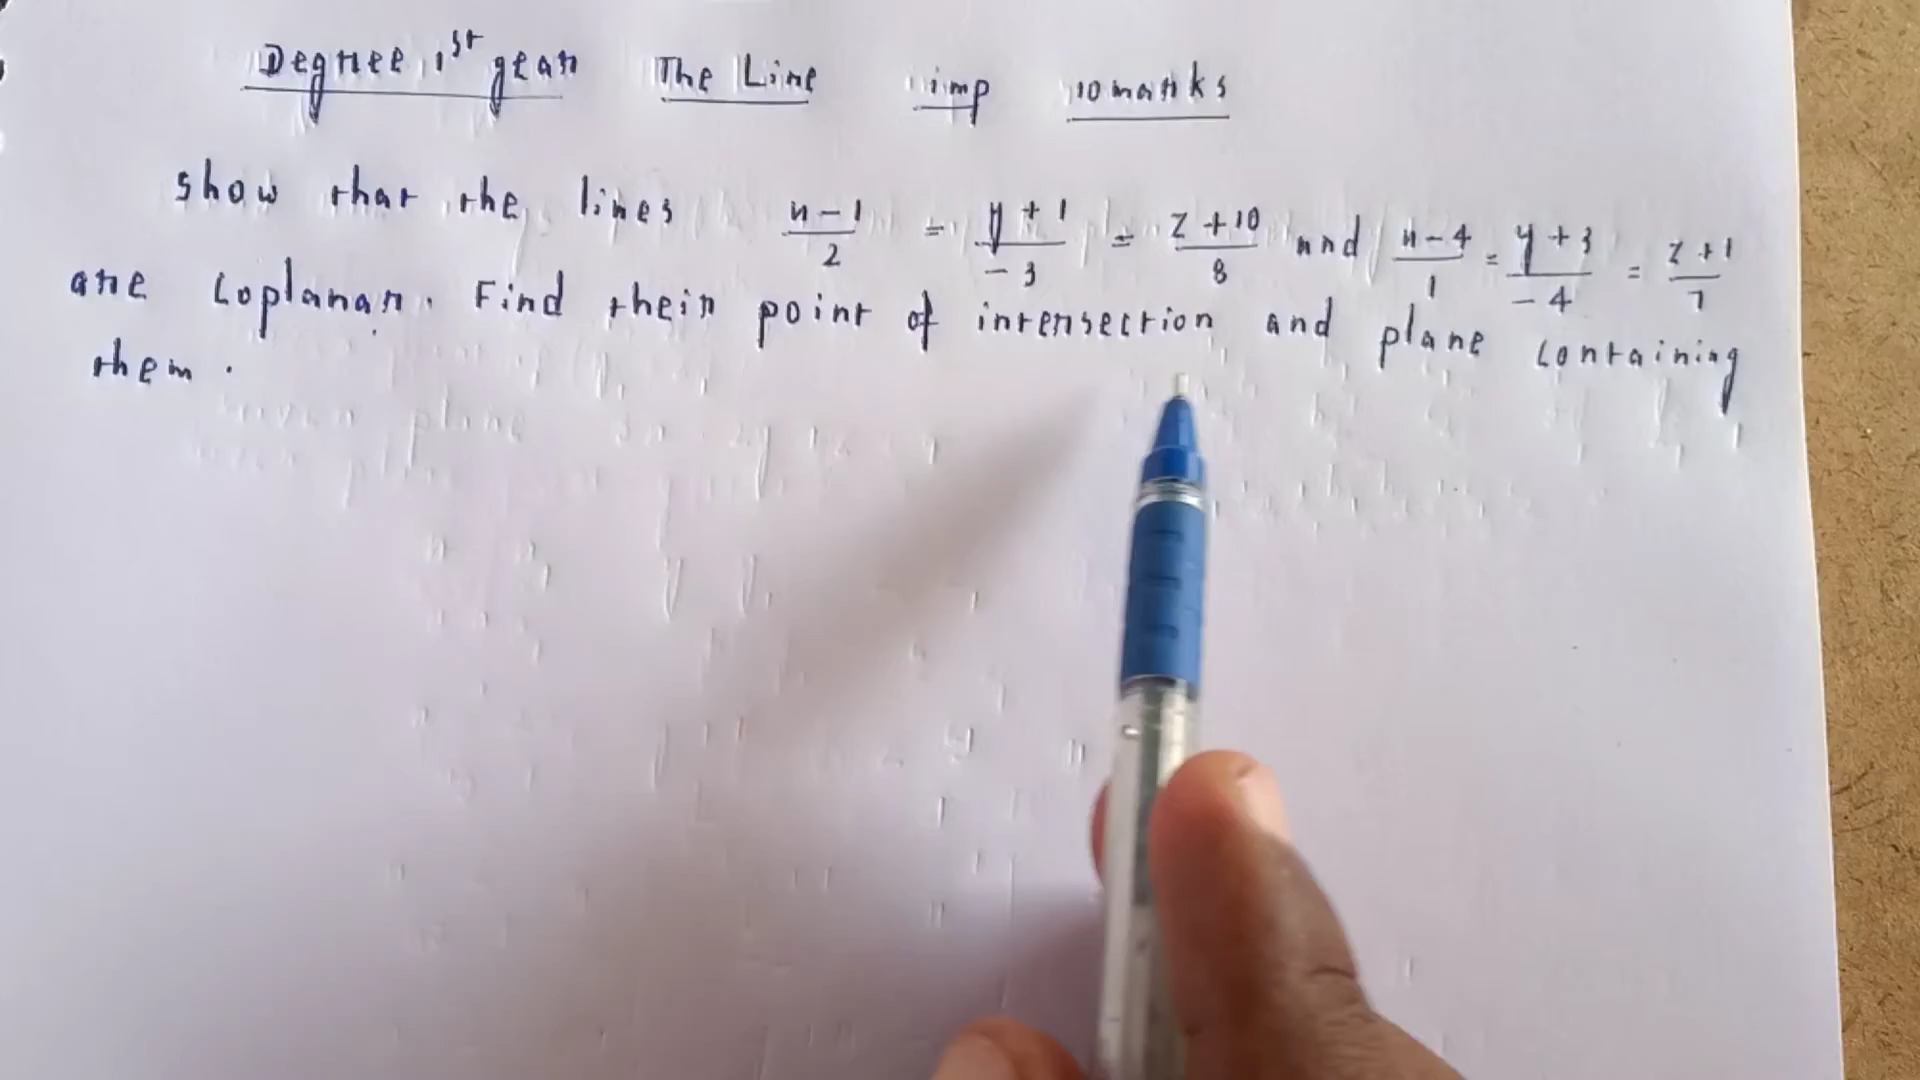 Degree 1st year The Line imp 10 marks
show that the lines x-1/2 = y+1/-3 = z+10/8 and x-4/1 = y+3/-4 = z+1/7
are coplanar. Find their point of intersection and plane containing
them.